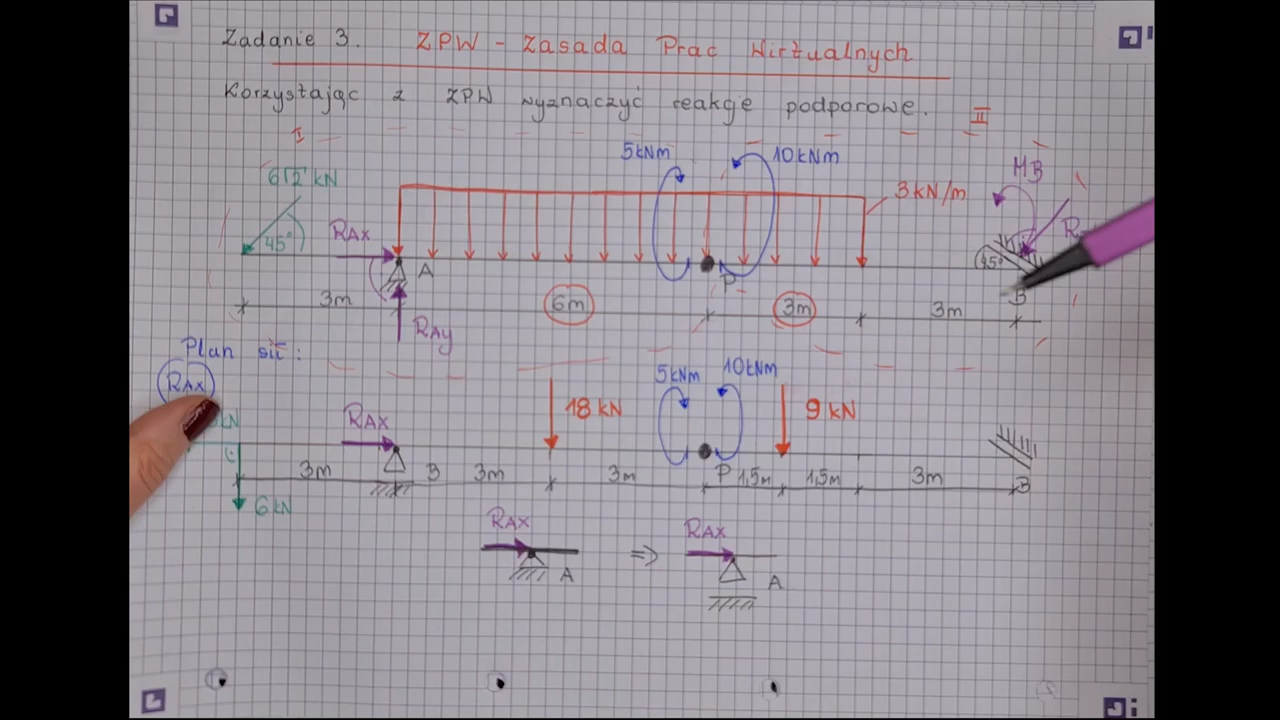 Zadanie 3. ZPW - Zasada Prac Wirtualnych
Korzystając z ZPW wyznaczyć reakcje podporowe.
I II
5kNm 10kNm
MB
6√2 kN
3 kN/m
45° RAX
A P 45°
B
3m 6m 3m 3m
RAy
Plan sił:
RAX
5kNm 10kNm
RAX 18 kN 9 kN
3m B 3m 3m P 1,5m 1,5m 3m B
6kN
RAX => RAX
A A